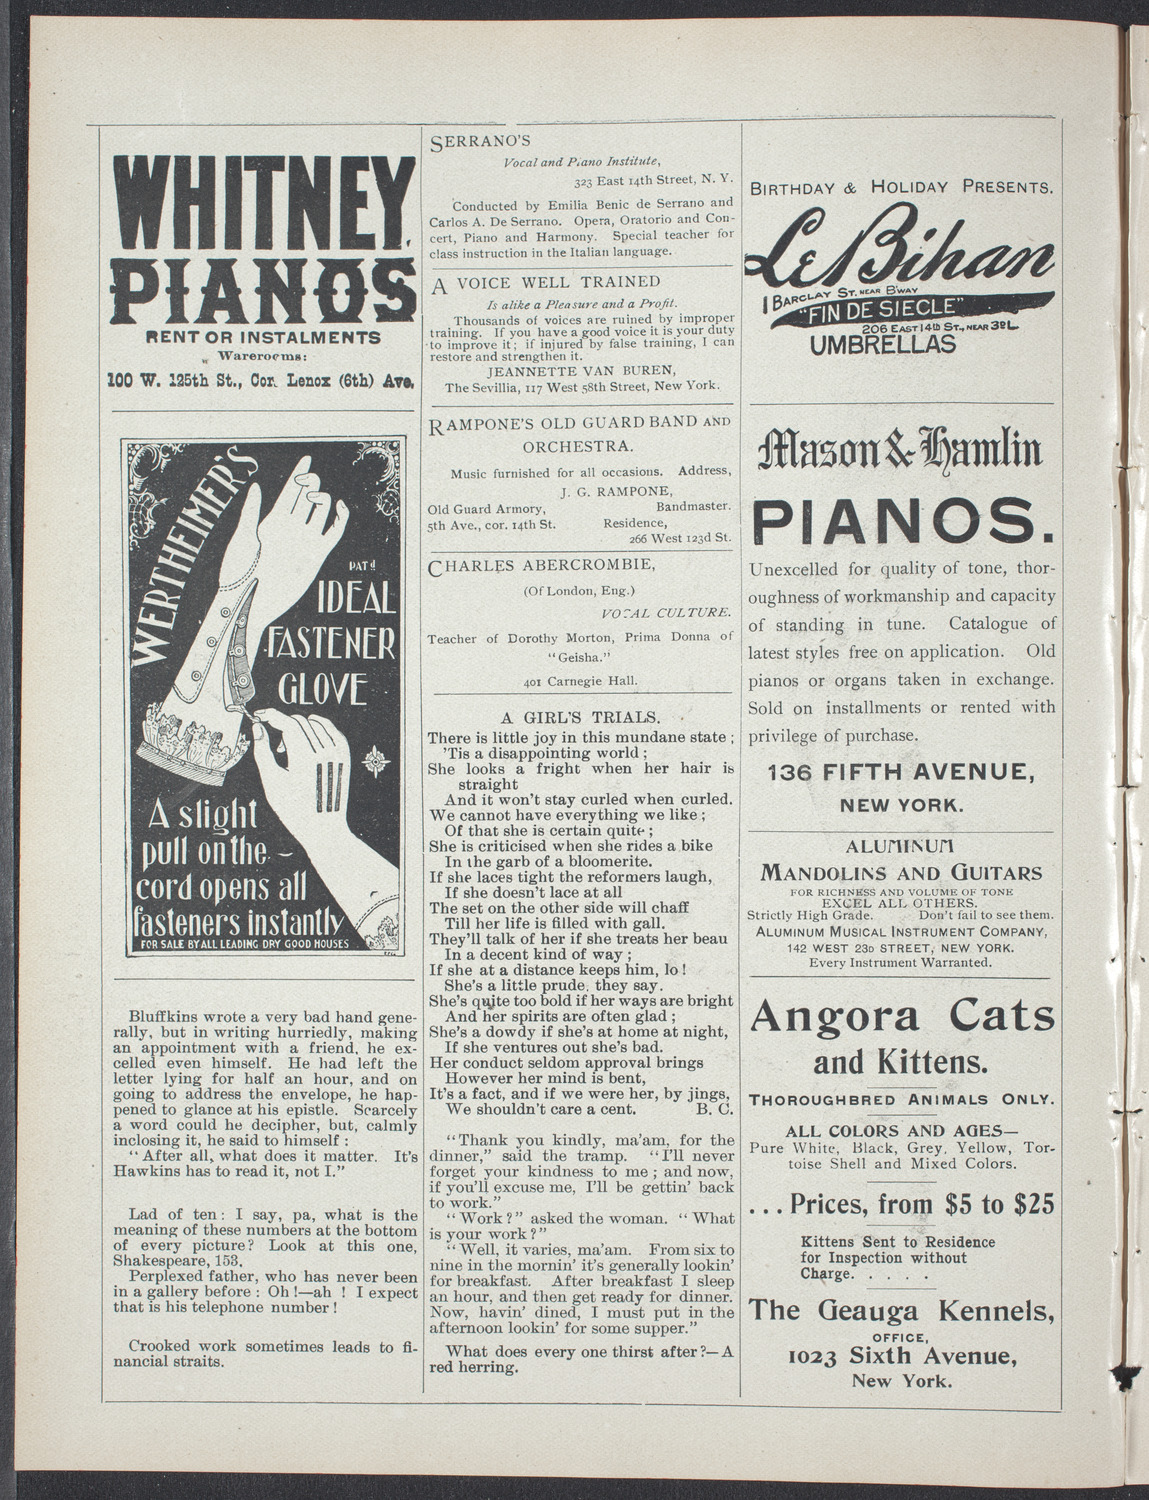 WHITNEY
PIANOS
RENT OR INSTALMENTS
Warerooms:
100 W. 125th St., Cor. Lenox (6th) Ave.
WERTHEIMER'S
PAT'D
IDEAL
FASTENER
GLOVE
A slight
pull on the -
cord opens all
fasteners instantly
FOR SALE BY ALL LEADING DRY GOOD HOUSES
Bluffkins wrote a very bad hand gene-
rally, but in writing hurriedly, making
an appointment with a friend, he ex-
celled even himself. He had left the
letter lying for half an hour, and on
going to address the envelope, he hap-
pened to glance at his epistle. Scarcely
a word could he decipher, but, calmly
inclosing it, he said to himself :
"After all, what does it matter. It's
Hawkins has to read it, not I."
Lad of ten : I say, pa, what is the
meaning of these numbers at the bottom
of every picture? Look at this one,
Shakespeare, 153.
Perplexed father, who has never been
in a gallery before : Oh !—ah ! I expect
that is his telephone number !
Crooked work sometimes leads to fi-
nancial straits.
SERRANO'S
Vocal and Piano Institute,
323 East 14th Street, N. Y.
Conducted by Emilia Benic de Serrano and
Carlos A. De Serrano. Opera, Oratorio and Con-
cert, Piano and Harmony. Special teacher for
class instruction in the Italian language.
A VOICE WELL TRAINED
Is alike a Pleasure and a Profit.
Thousands of voices are ruined by improper
training. If you have a good voice it is your duty
to improve it; if injured by false training, I can
restore and strengthen it.
JEANNETTE VAN BUREN,
The Sevillia, 117 West 58th Street, New York.
RAMPONE'S OLD GUARD BAND AND
ORCHESTRA.
Music furnished for all occasions. Address,
J. G. RAMPONE,
Old Guard Armory, Bandmaster.
5th Ave., cor. 14th St. Residence,
266 West 123d St.
CHARLES ABERCROMBIE,
(Of London, Eng.)
VOCAL CULTURE.
Teacher of Dorothy Morton, Prima Donna of
"Geisha."
401 Carnegie Hall.
A GIRL'S TRIALS.
There is little joy in this mundane state ;
'Tis a disappointing world ;
She looks a fright when her hair is
straight
And it won't stay curled when curled.
We cannot have everything we like ;
Of that she is certain quite ;
She is criticised when she rides a bike
In the garb of a bloomerite.
If she laces tight the reformers laugh,
If she doesn't lace at all
The set on the other side will chaff
Till her life is filled with gall.
They'll talk of her if she treats her beau
In a decent kind of way ;
If she at a distance keeps him, lo !
She's a little prude, they say.
She's quite too bold if her ways are bright
And her spirits are often glad ;
She's a dowdy if she's at home at night,
If she ventures out she's bad.
Her conduct seldom approval brings
However her mind is bent,
It's a fact, and if we were her, by jings,
We shouldn't care a cent. B. C.
"Thank you kindly, ma'am, for the
dinner," said the tramp. "I'll never
forget your kindness to me ; and now,
if you'll excuse me, I'll be gettin' back
to work."
"Work?" asked the woman. "What
is your work?"
"Well, it varies, ma'am. From six to
nine in the mornin' it's generally lookin'
for breakfast. After breakfast I sleep
an hour, and then get ready for dinner.
Now, havin' dined, I must put in the
afternoon lookin' for some supper."
What does every one thirst after?—A
red herring.
BIRTHDAY & HOLIDAY PRESENTS.
Le Bihan
1 BARCLAY ST. NEAR B'WAY
"FIN DE SIECLE"
206 EAST 14th ST., NEAR 3d L
UMBRELLAS
Mason & Hamlin
PIANOS.
Unexcelled for quality of tone, thor-
oughness of workmanship and capacity
of standing in tune. Catalogue of
latest styles free on application. Old
pianos or organs taken in exchange.
Sold on installments or rented with
privilege of purchase.
136 FIFTH AVENUE,
NEW YORK.
ALUMINUM
MANDOLINS AND GUITARS
FOR RICHNESS AND VOLUME OF TONE
EXCEL ALL OTHERS.
Strictly High Grade. Don't fail to see them.
ALUMINUM MUSICAL INSTRUMENT COMPANY,
142 WEST 23D STREET, NEW YORK.
Every Instrument Warranted.
Angora Cats
and Kittens.
THOROUGHBRED ANIMALS ONLY.
ALL COLORS AND AGES—
Pure White, Black, Grey, Yellow, Tor-
toise Shell and Mixed Colors.
... Prices, from $5 to $25
Kittens Sent to Residence
for Inspection without
Charge. . . . .
The Geauga Kennels,
OFFICE,
1023 Sixth Avenue,
New York.